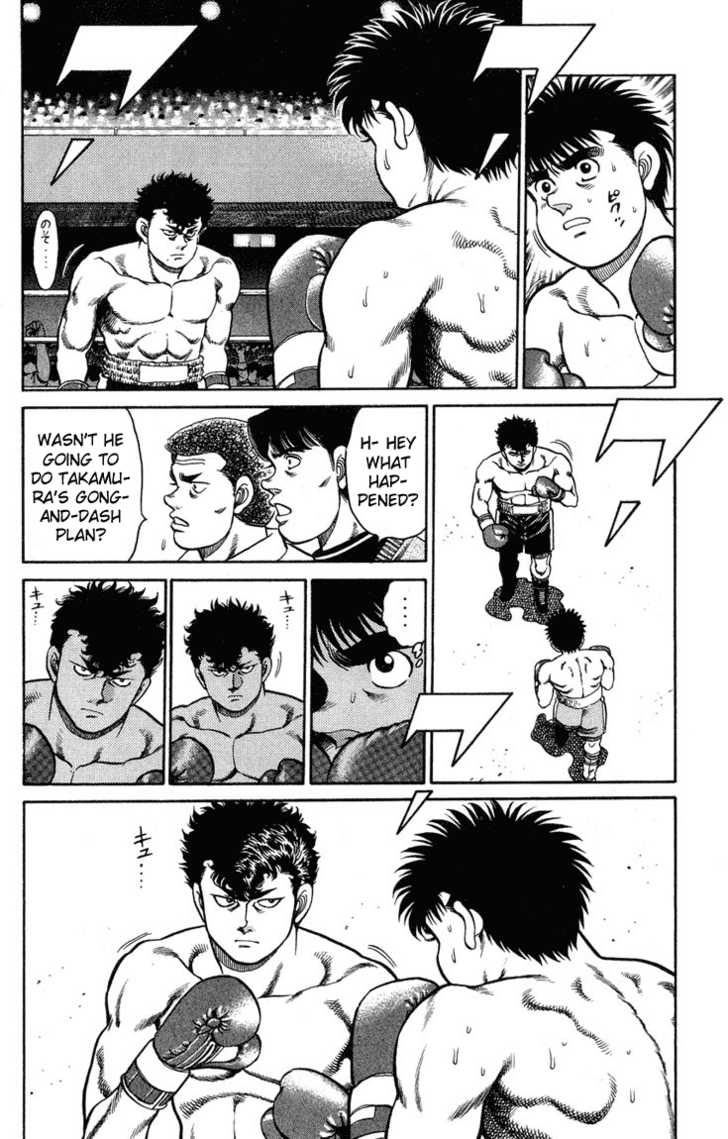 ピクッ
のそ・・・・
H- HEY
WHAT
HAP-
PENED?
WASN'T HE
GOING TO
DO TAKAMU-
RA'S GONG-
AND-DASH
PLAN?
・・・・
キュ・・・
キュ・・・
キュ・・・